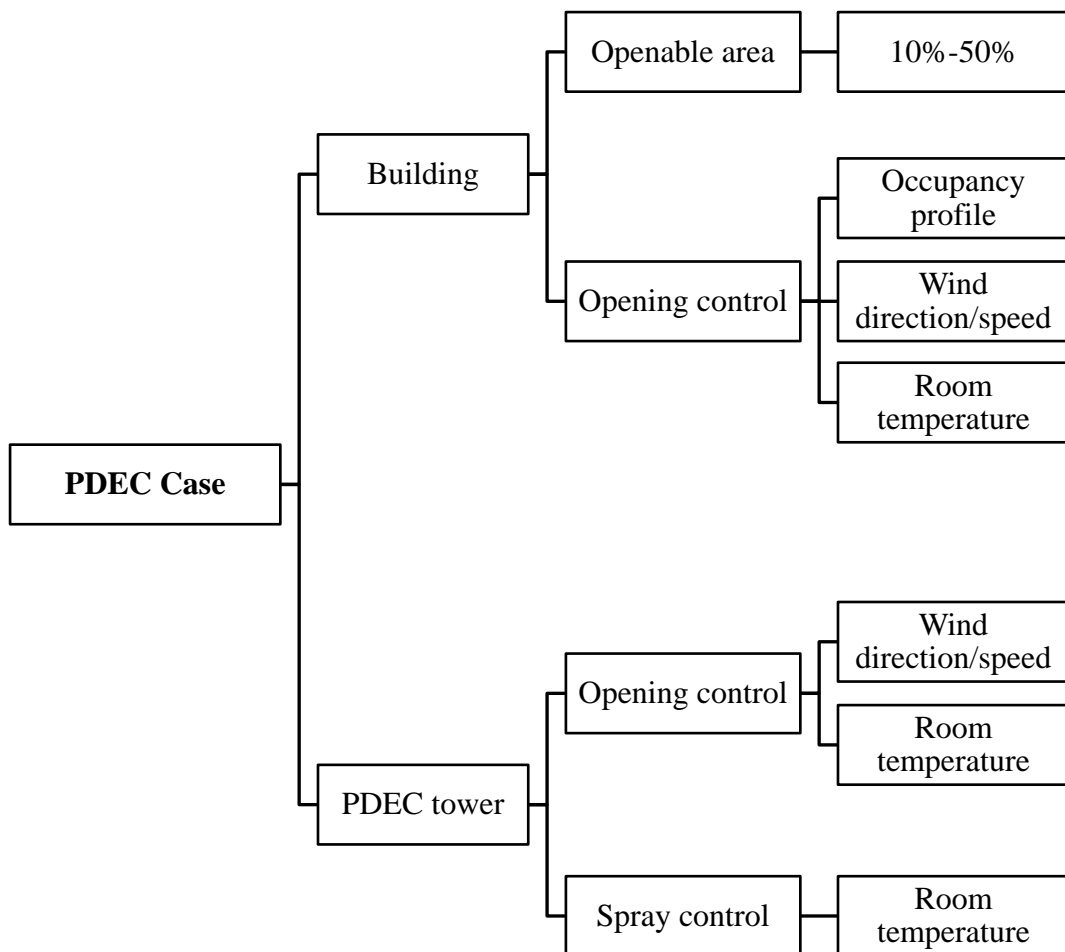 Openable area
10%-50%
Building
Occupancy
profile
Opening control
Wind
direction/speed
Room
temperature
PDEC Case
Wind
direction/speed
Opening control
Room
temperature
PDEC tower
Spray control
Room
temperature